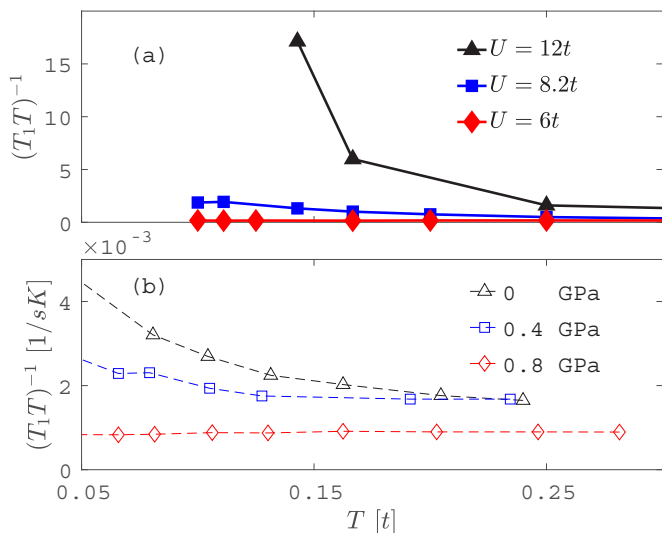 (a)
U = 12t
U = 8.2t
U = 6t
(T₁T)⁻¹
15
10
5
0
×10⁻³
(b)
0 GPa
0.4 GPa
0.8 GPa
(T₁T)⁻¹ [1/sK]
4
2
0
0.05 0.15 0.25
T [t]